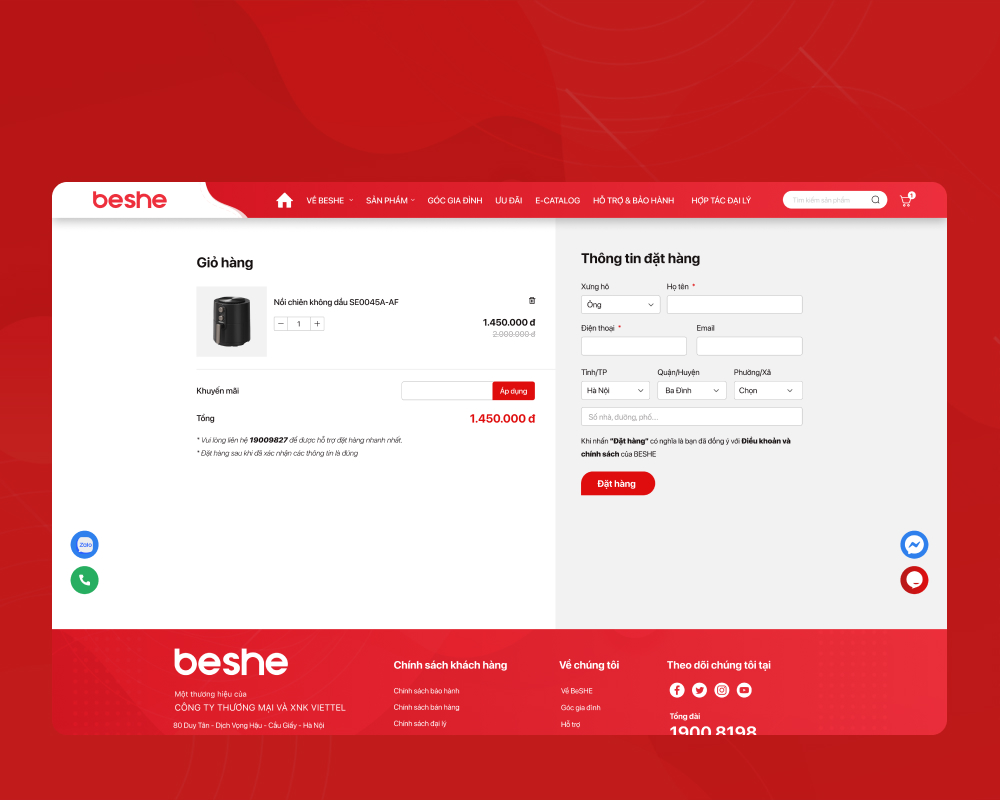 beshe
VỀ BESHE
SẢN PHẨM
GÓC GIA ĐÌNH
ƯU ĐÃI
E-CATALOG
HỖ TRỢ & BẢO HÀNH
HỢP TÁC ĐẠI LÝ
Tìm kiếm sản phẩm
1
Giỏ hàng
Nồi chiên không dầu SE0045A-AF
1
1.450.000 đ
2.000.000 đ
Khuyến mãi
Áp dụng
Tổng
1.450.000 đ
* Vui lòng liên hệ 19009827 để được hỗ trợ đặt hàng nhanh nhất.
* Đặt hàng sau khi đã xác nhận các thông tin là đúng
Thông tin đặt hàng
Xưng hô
Họ tên *
Ông
Điện thoại *
Email
Tỉnh/TP
Quận/Huyện
Phường/Xã
Hà Nội
Ba Đình
Chọn
Số nhà, đường, phố...
Khi nhấn "Đặt hàng" có nghĩa là bạn đã đồng ý với Điều khoản và
chính sách của BESHE
Đặt hàng
Zalo
beshe
Một thương hiệu của
CÔNG TY THƯƠNG MẠI VÀ XNK VIETTEL
80 Duy Tân - Dịch Vọng Hậu - Cầu Giấy - Hà Nội
Chính sách khách hàng
Chính sách bảo hành
Chính sách bán hàng
Chính sách đại lý
Về chúng tôi
Về BeSHE
Góc gia đình
Hỗ trợ
Theo dõi chúng tôi tại
Tổng đài
1900 8198